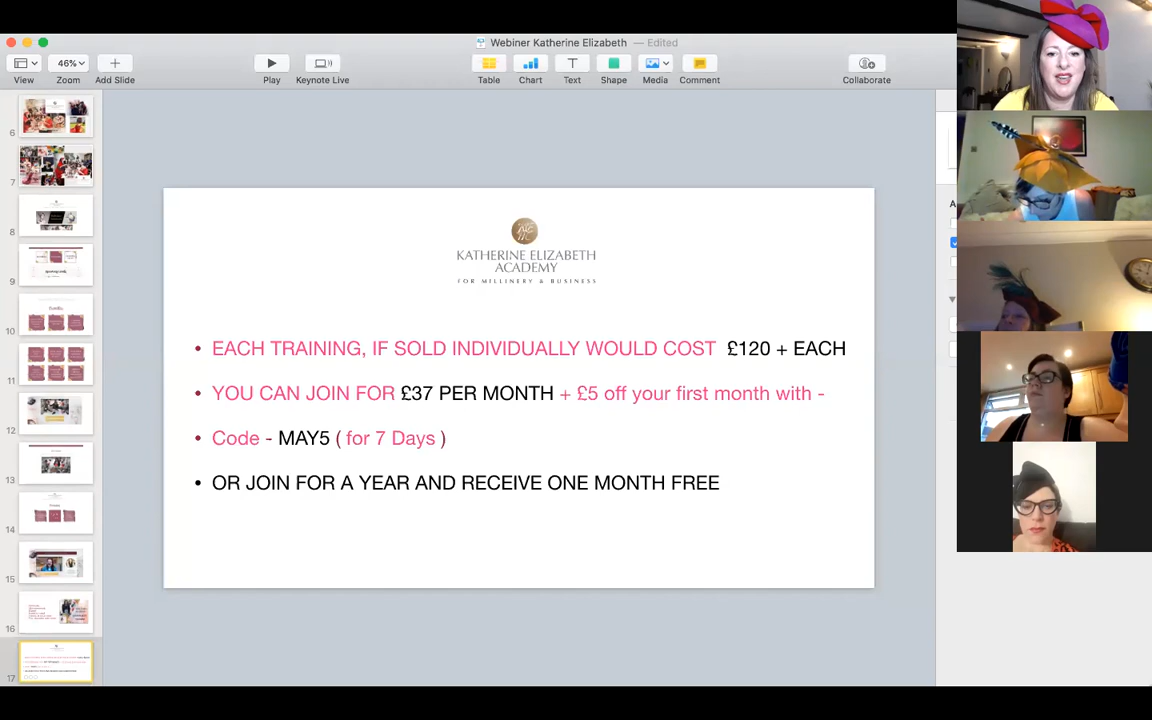 Webiner Katherine Elizabeth — Edited
46%
View
Zoom
Add Slide
Play
Keynote Live
Table
Chart
Text
Shape
Media
Comment
Collaborate
6
7
8
9
10
11
12
13
14
15
16
17
KATHERINE ELIZABETH
ACADEMY
FOR MILLINERY & BUSINESS
• EACH TRAINING, IF SOLD INDIVIDUALLY WOULD COST £120 + EACH
• YOU CAN JOIN FOR £37 PER MONTH + £5 off your first month with -
• Code - MAY5 ( for 7 Days )
• OR JOIN FOR A YEAR AND RECEIVE ONE MONTH FREE